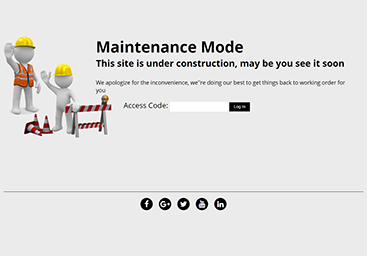 Maintenance Mode
This site is under construction, may be you see it soon
We apologize for the inconvenience, we''re doing our best to get things back to working order for
you
Access Code:
Log In